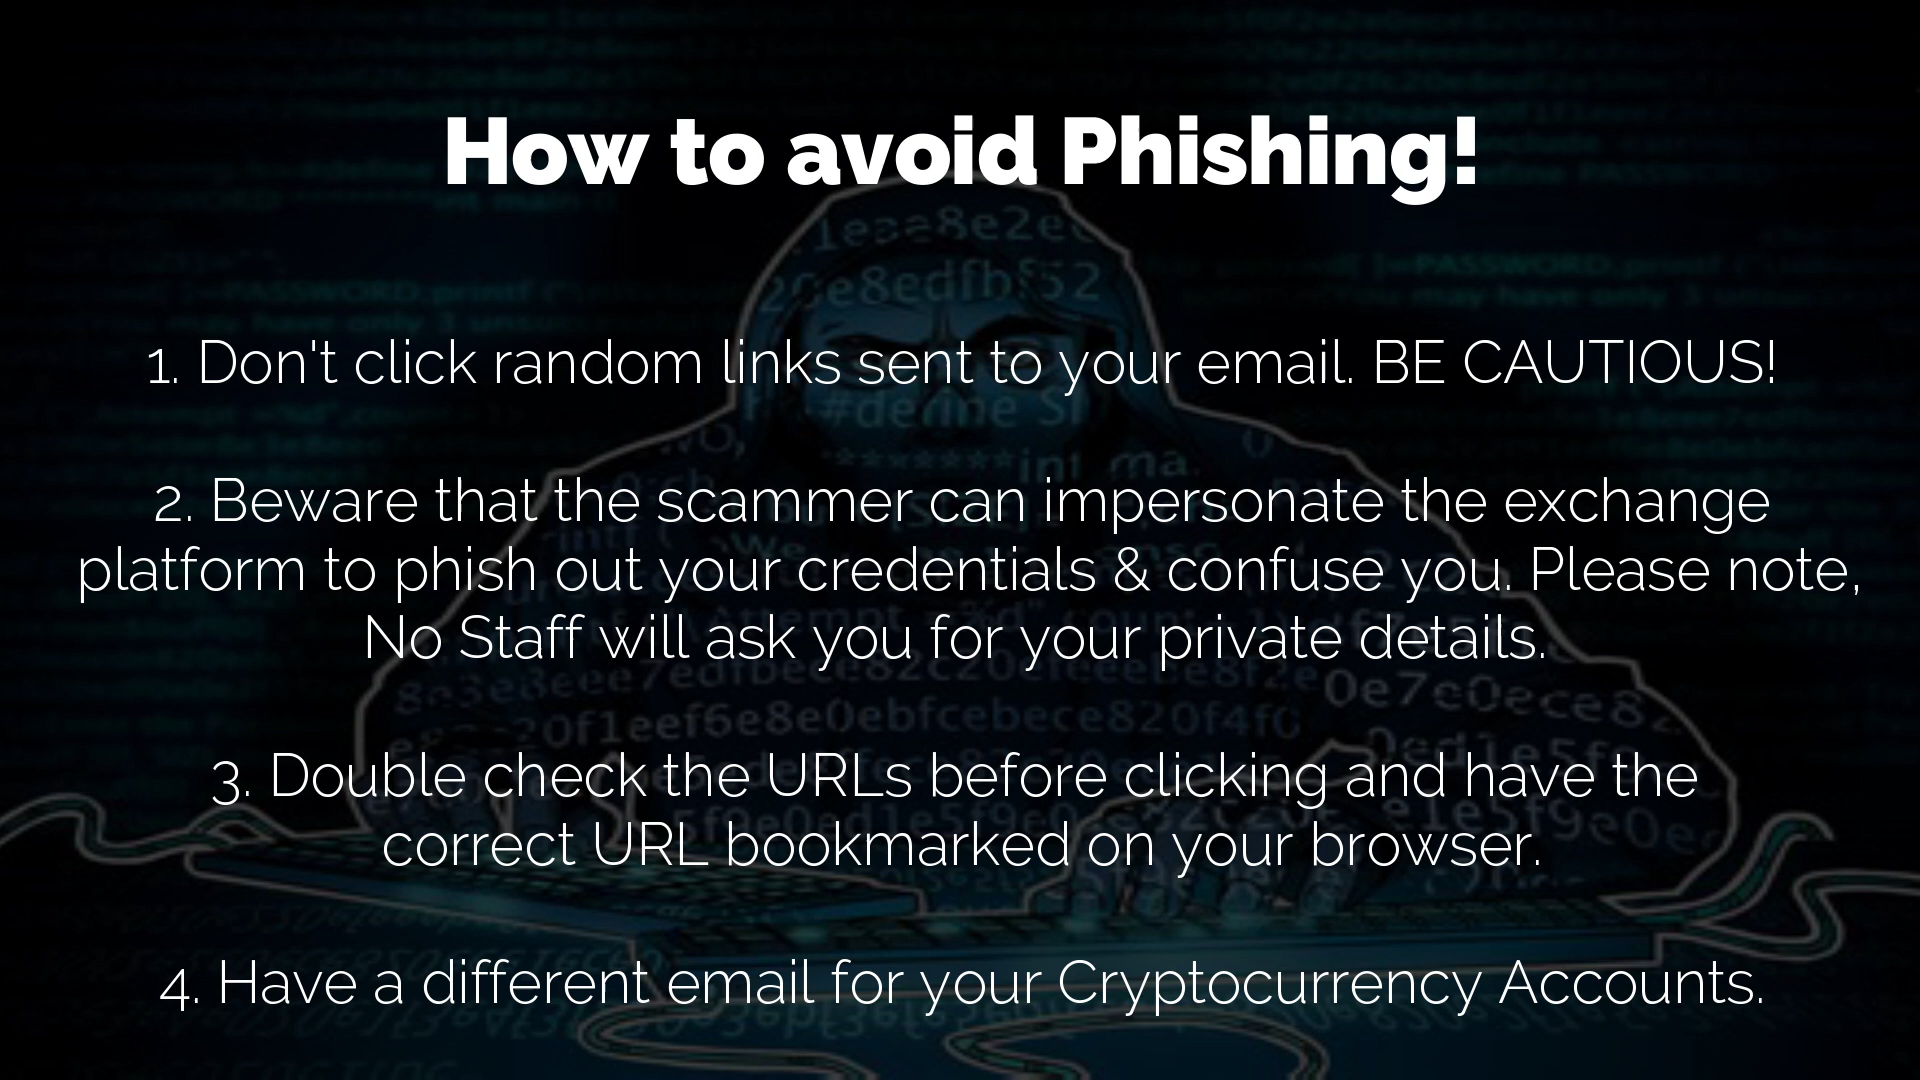 How to avoid Phishing!
1. Don't click random links sent to your email. BE CAUTIOUS!
2. Beware that the scammer can impersonate the exchange
platform to phish out your credentials & confuse you. Please note,
No Staff will ask you for your private details.
3. Double check the URLs before clicking and have the
correct URL bookmarked on your browser.
4. Have a different email for your Cryptocurrency Accounts.